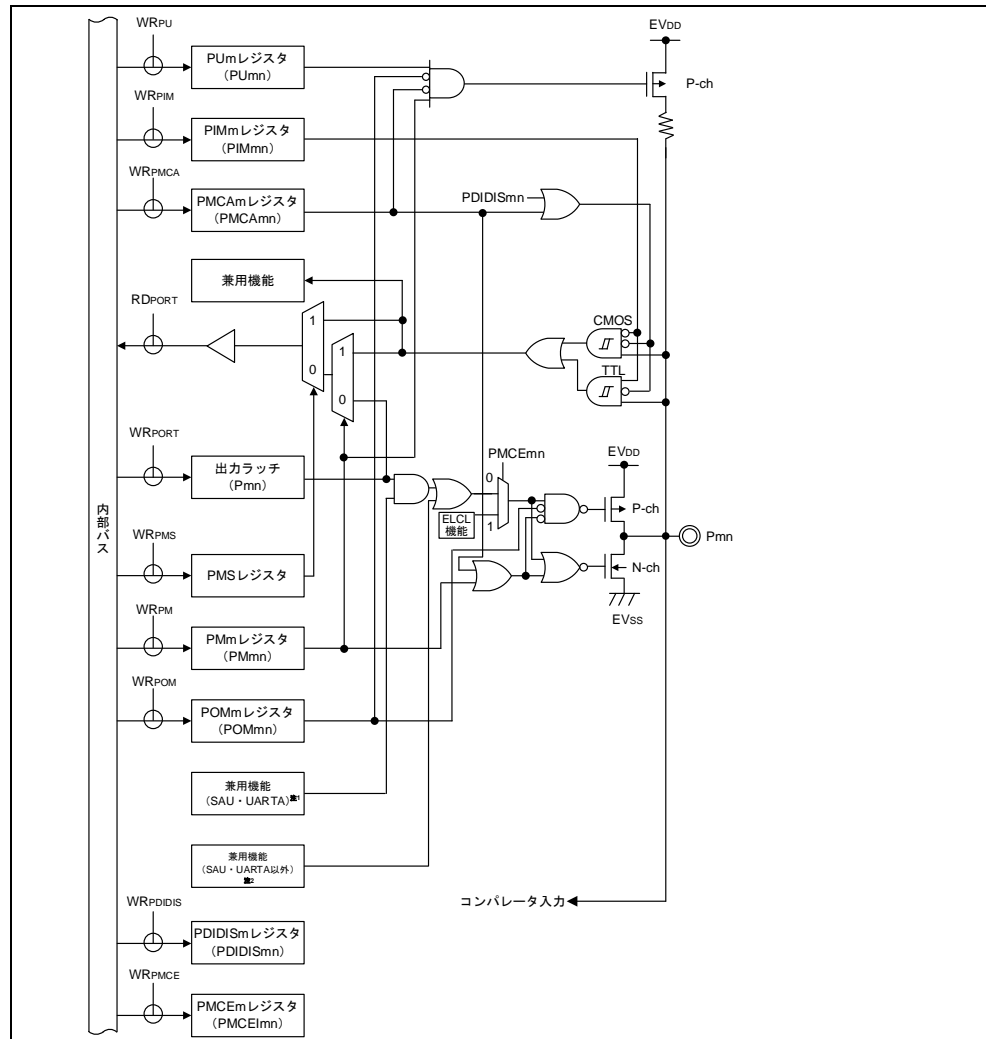 WRPU
PUmレジスタ
(PUmn)
EVDD
P-ch
WRPIM
PIMmレジスタ
(PIMmn)
WRPMCA
PMCAmレジスタ
(PMCAmn)
PDIDISmn
兼用機能
RDPORT
1
0
1
0
CMOS
TTL
WRPORT
出力ラッチ
(Pmn)
PMCEmn
0
1
ELCL
機能
EVDD
P-ch
Pmn
N-ch
EVSS
内部バス
WRPMS
PMSレジスタ
WRPM
PMmレジスタ
(PMmn)
WRPOM
POMmレジスタ
(POMmn)
兼用機能
(SAU・UARTA)注1
兼用機能
(SAU・UARTA以外)
注2
コンパレータ入力
WRPDIDIS
PDIDISmレジスタ
(PDIDISmn)
WRPMCE
PMCEmレジスタ
(PMCEImn)